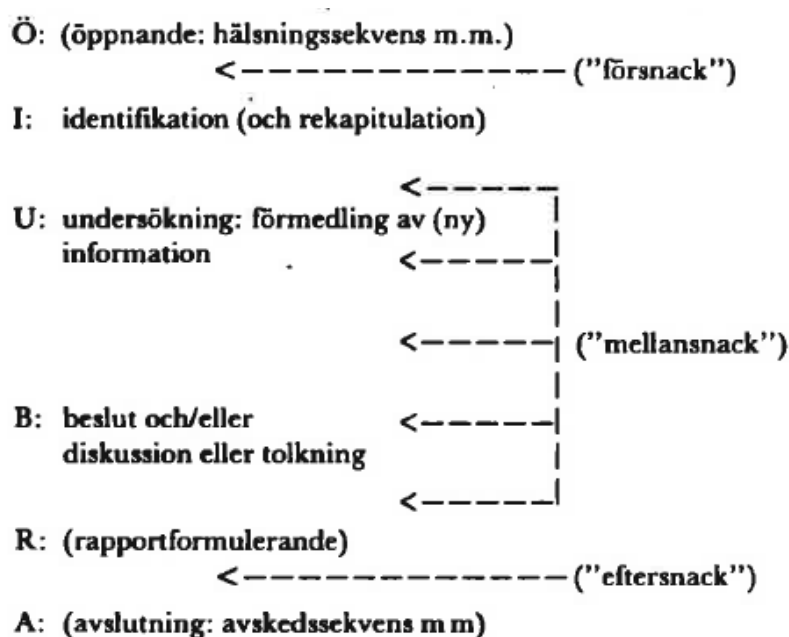 Ö: (öppnande: hälsningssekvens m.m.)
<-------------- ("försnack")
I: identifikation (och rekapitulation)
<------
U: undersökning: förmedling av (ny)
information <------
<------ ("mellansnack")
B: beslut och/eller <------
diskussion eller tolkning
<------
R: (rapportformulerande)
<-------------- ("eftersnack")
A: (avslutning: avskedssekvens m m)